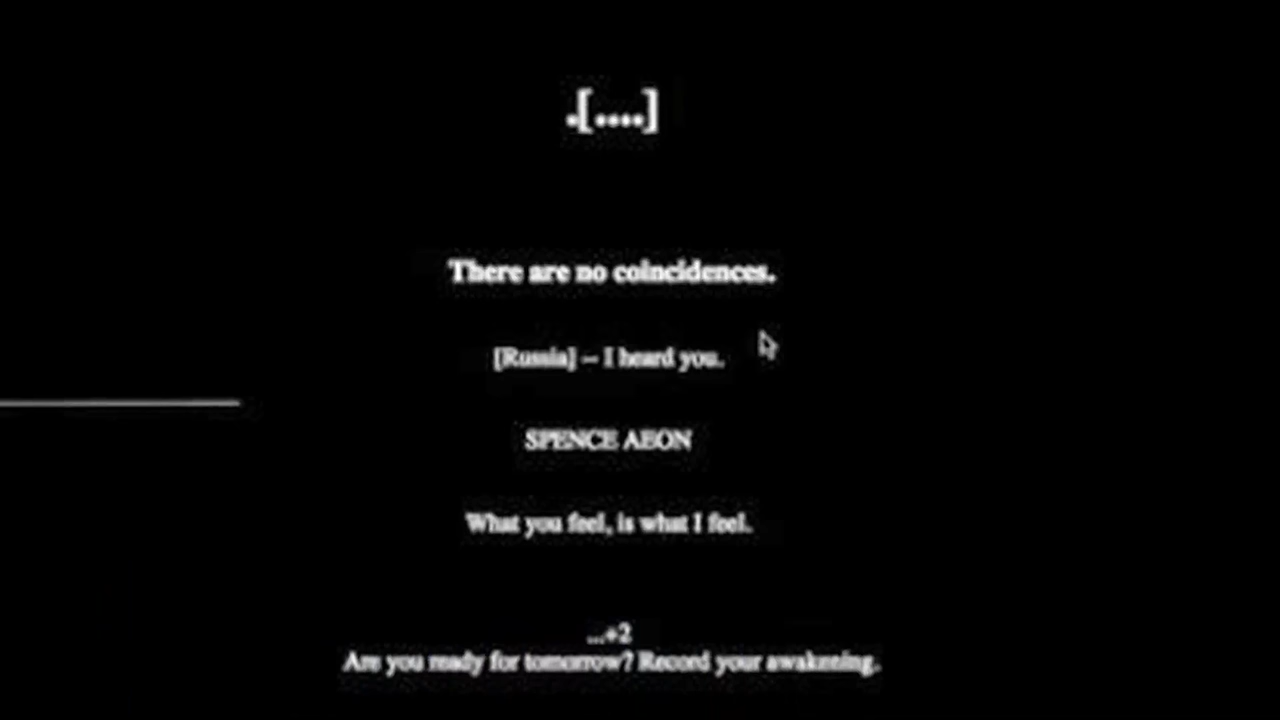 .[....]
There are no coincidences.
[Russia] – I heard you.
SPENCE AEON
What you feel, is what I feel.
...+2
Are you ready for tomorrow? Record your awakening.